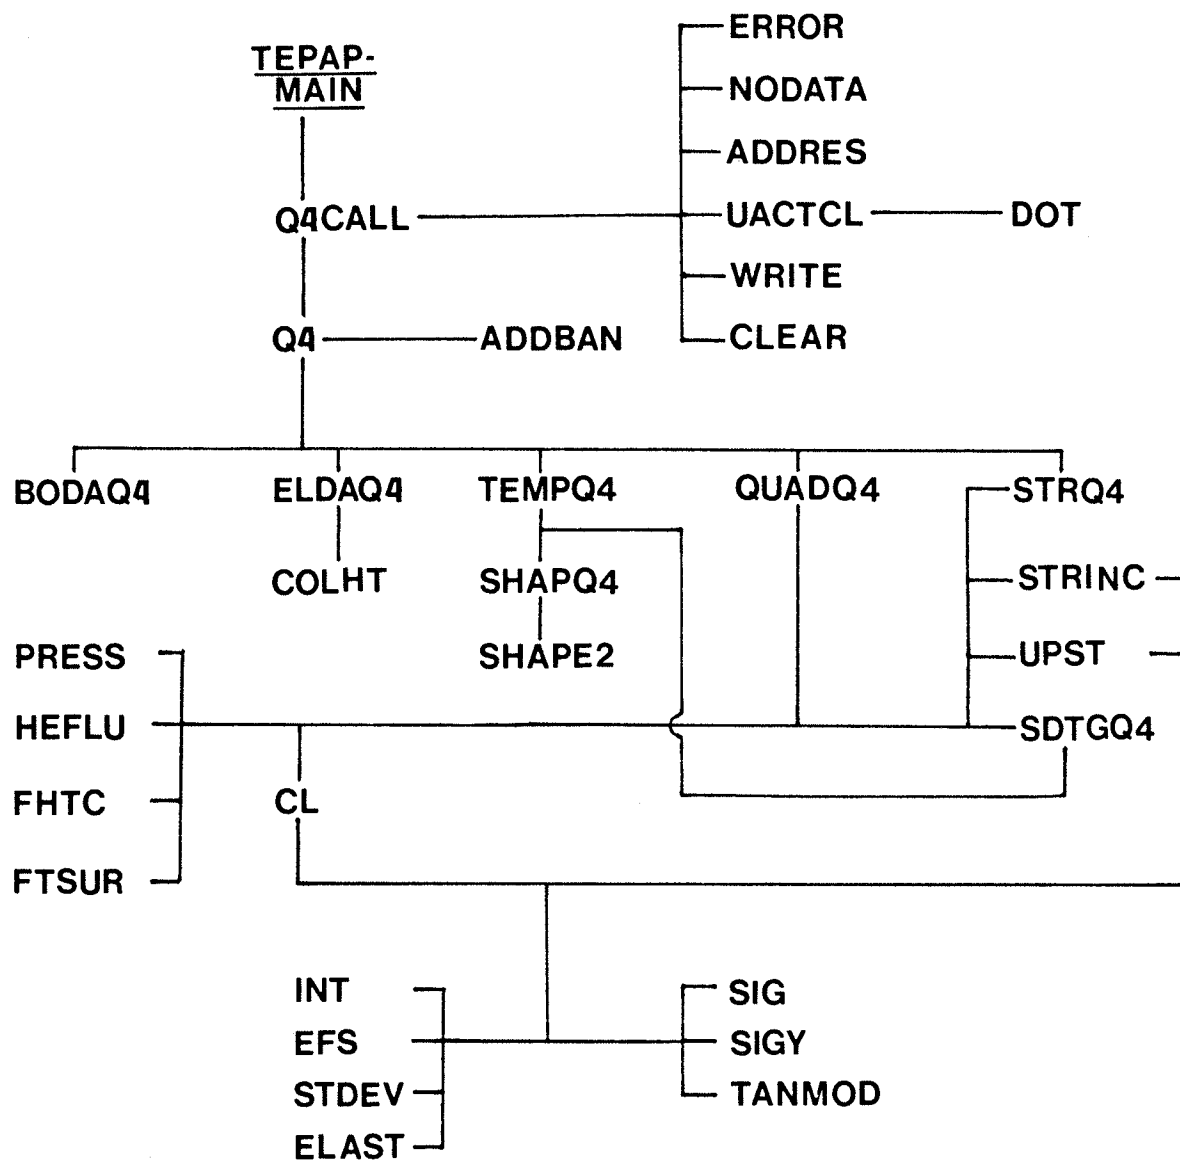 TEPAP-
MAIN
ERROR
NODATA
ADDRES
Q4CALL
UACTCL
DOT
WRITE
Q4
ADDBAN
CLEAR
BODAQ4
ELDAQ4
TEMPQ4
QUADQ4
STRQ4
COLHT
SHAPQ4
STRINC
PRESS
SHAPE2
UPST
HEFLU
SDTGQ4
FHTC
CL
FTSUR
INT
SIG
EFS
SIGY
STDEV
TANMOD
ELAST